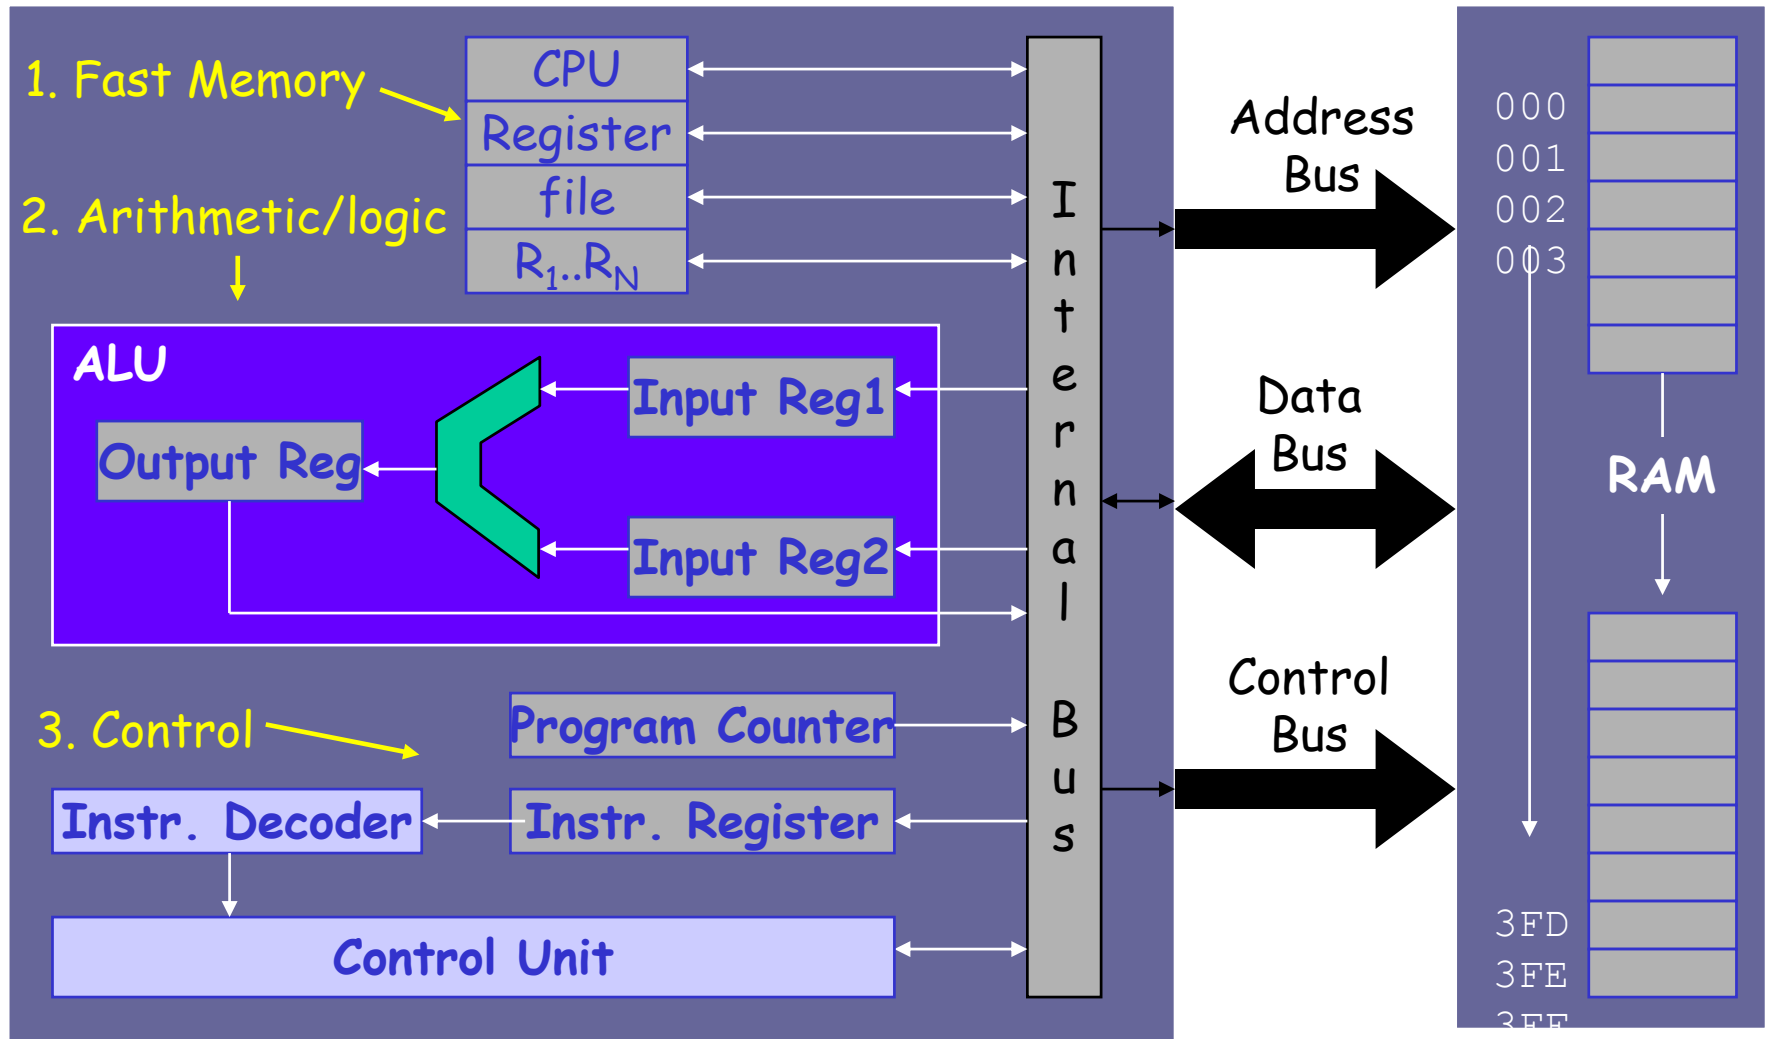 1. Fast Memory
CPU
Register
file
R1..RN
2. Arithmetic/logic
ALU
Input Reg1
Output Reg
Input Reg2
3. Control
Program Counter
Instr. Decoder
Instr. Register
Control Unit
Internal Bus
Address
Bus
Data
Bus
Control
Bus
000
001
002
003
RAM
3FD
3FE